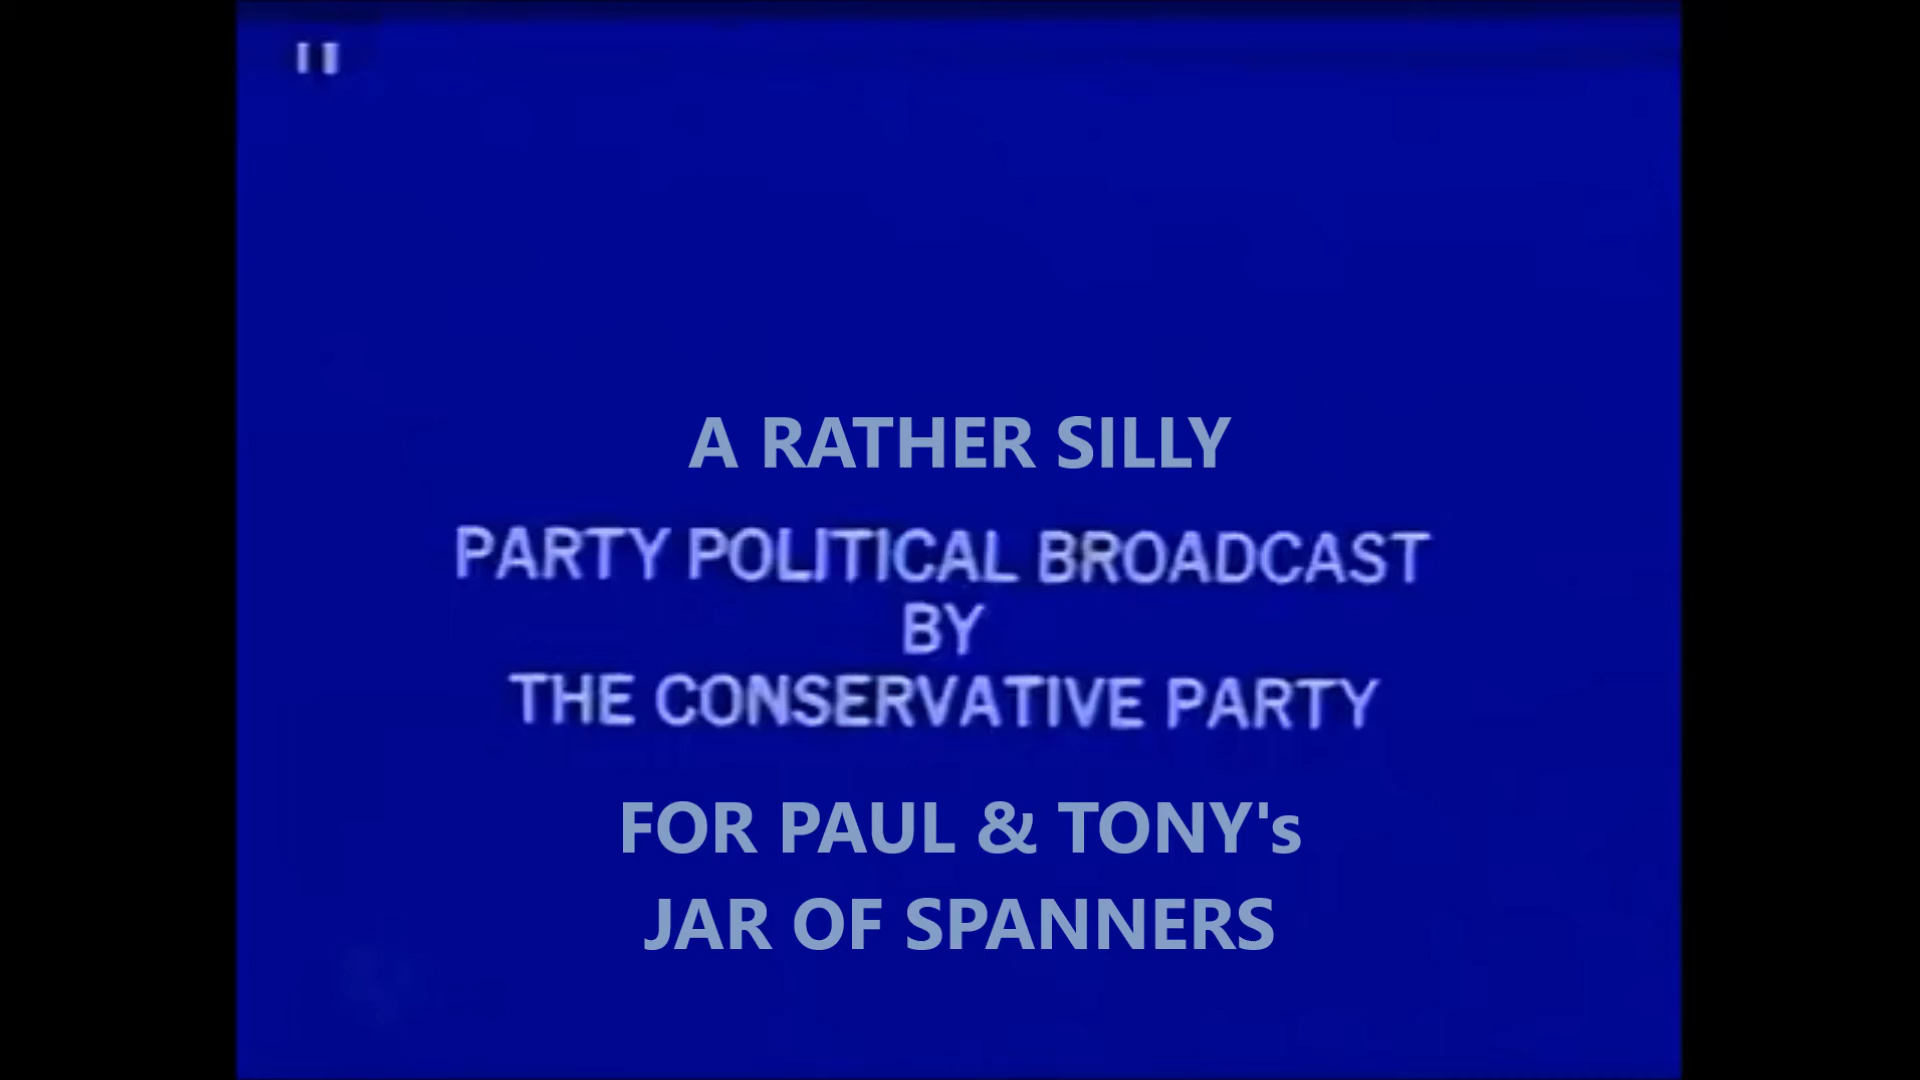 A RATHER SILLY
PARTY POLITICAL BROADCAST
BY
THE CONSERVATIVE PARTY
FOR PAUL & TONY's
JAR OF SPANNERS